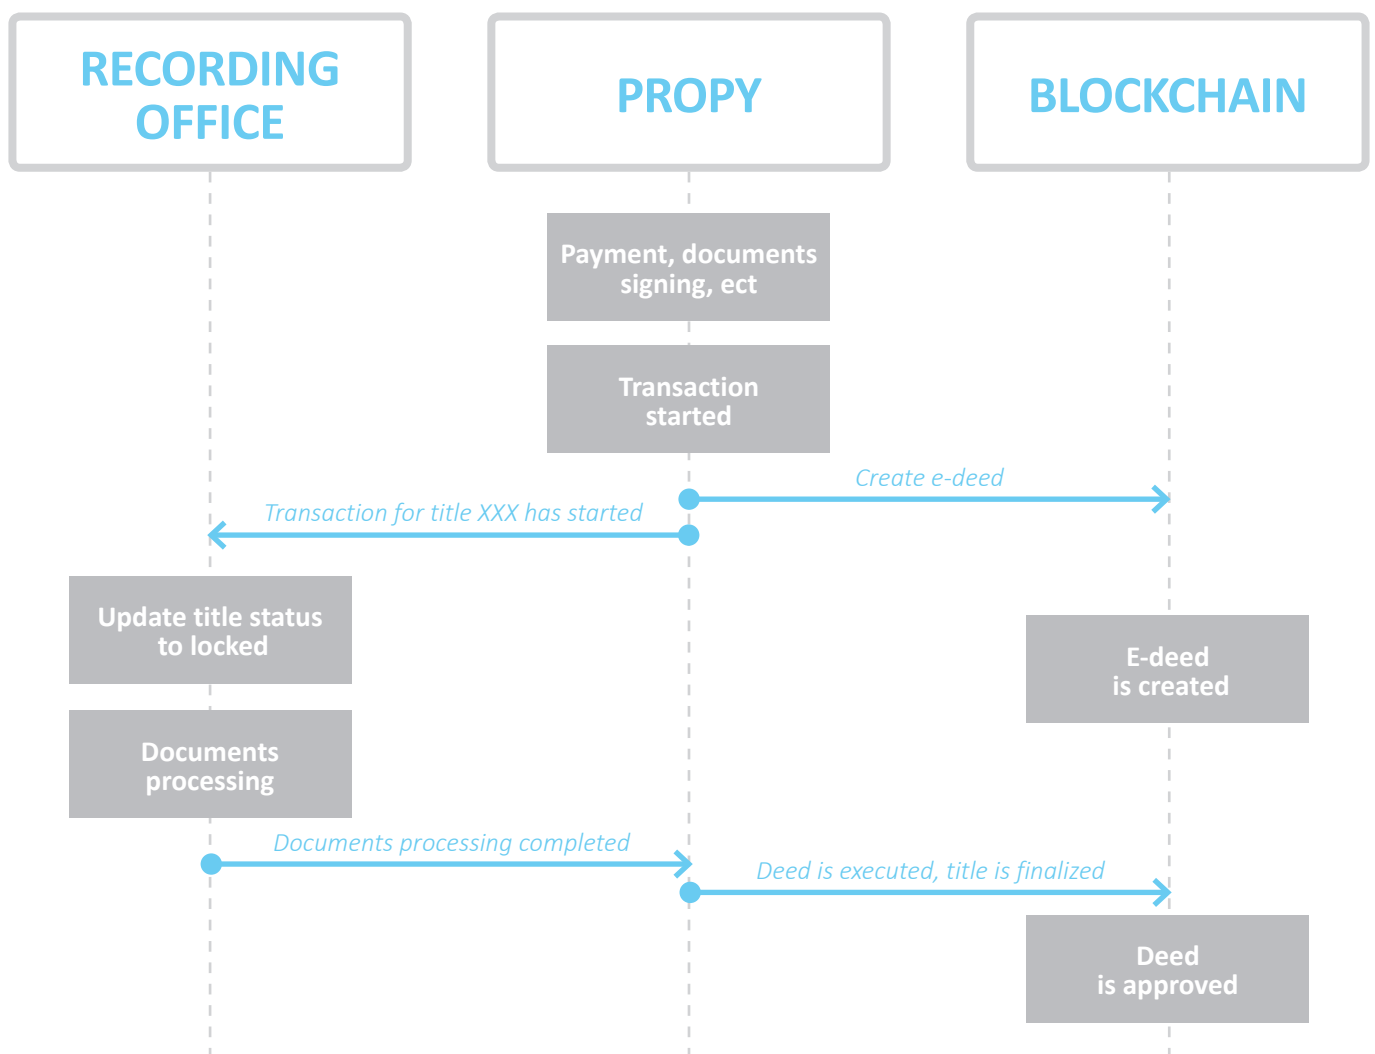 RECORDING
OFFICE
PROPY
BLOCKCHAIN
Payment, documents
signing, ect
Transaction
started
Create e-deed
Transaction for title XXX has started
Update title status
to locked
E-deed
is created
Documents
processing
Documents processing completed
Deed is executed, title is finalized
Deed
is approved